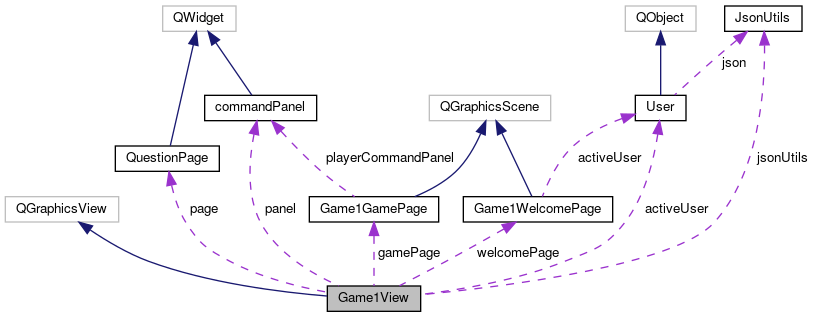 QWidget
QObject
JsonUtils
json
commandPanel
QGraphicsScene
User
QuestionPage
playerCommandPanel
activeUser
jsonUtils
QGraphicsView
page
panel
Game1GamePage
Game1WelcomePage
activeUser
gamePage
welcomePage
Game1View